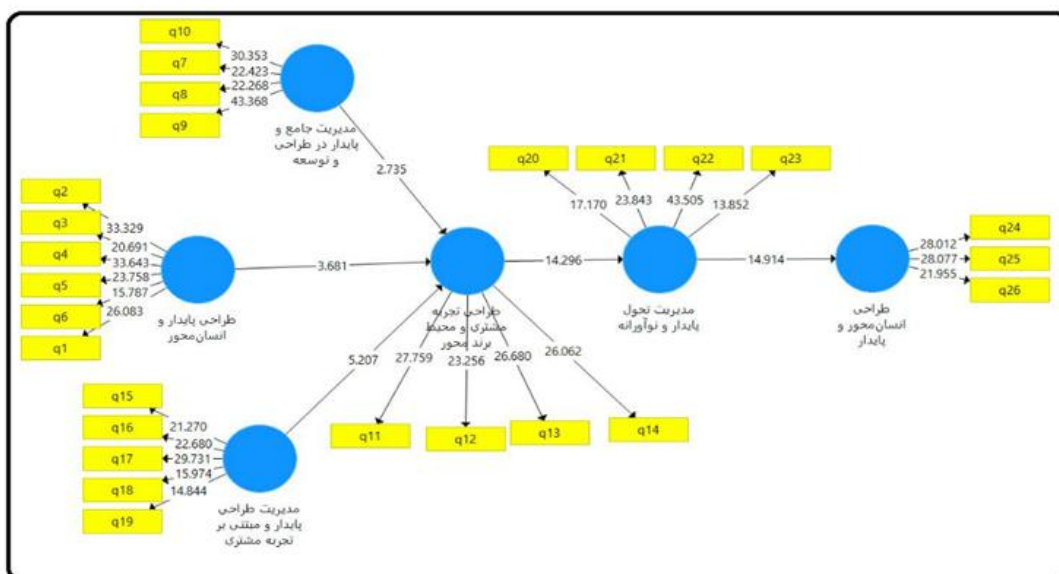 q10
q7
q8
q9
30.353
22.423
22.268
43.368
مدیریت جامع و
پایدار در طراحی
و توسعه
2.735
q2
q3
q4
q5
q6
q1
33.329
20.691
33.643
23.758
15.787
26.083
طراحی پایدار و
انسان‌محور
3.681
q15
q16
q17
q18
q19
21.270
22.680
29.731
15.974
14.844
مدیریت طراحی
پایدار و مبتنی بر
تجربه مشتری
5.207
طراحی تجربه
مشتری و محیط
برند محور
27.759
23.256
26.680
26.062
q11
q12
q13
q14
14.296
q20
q21
q22
q23
17.170
23.843
43.505
13.852
مدیریت تحول
پایدار و نوآورانه
14.914
طراحی
انسان‌محور و
پایدار
28.012
28.077
21.955
q24
q25
q26